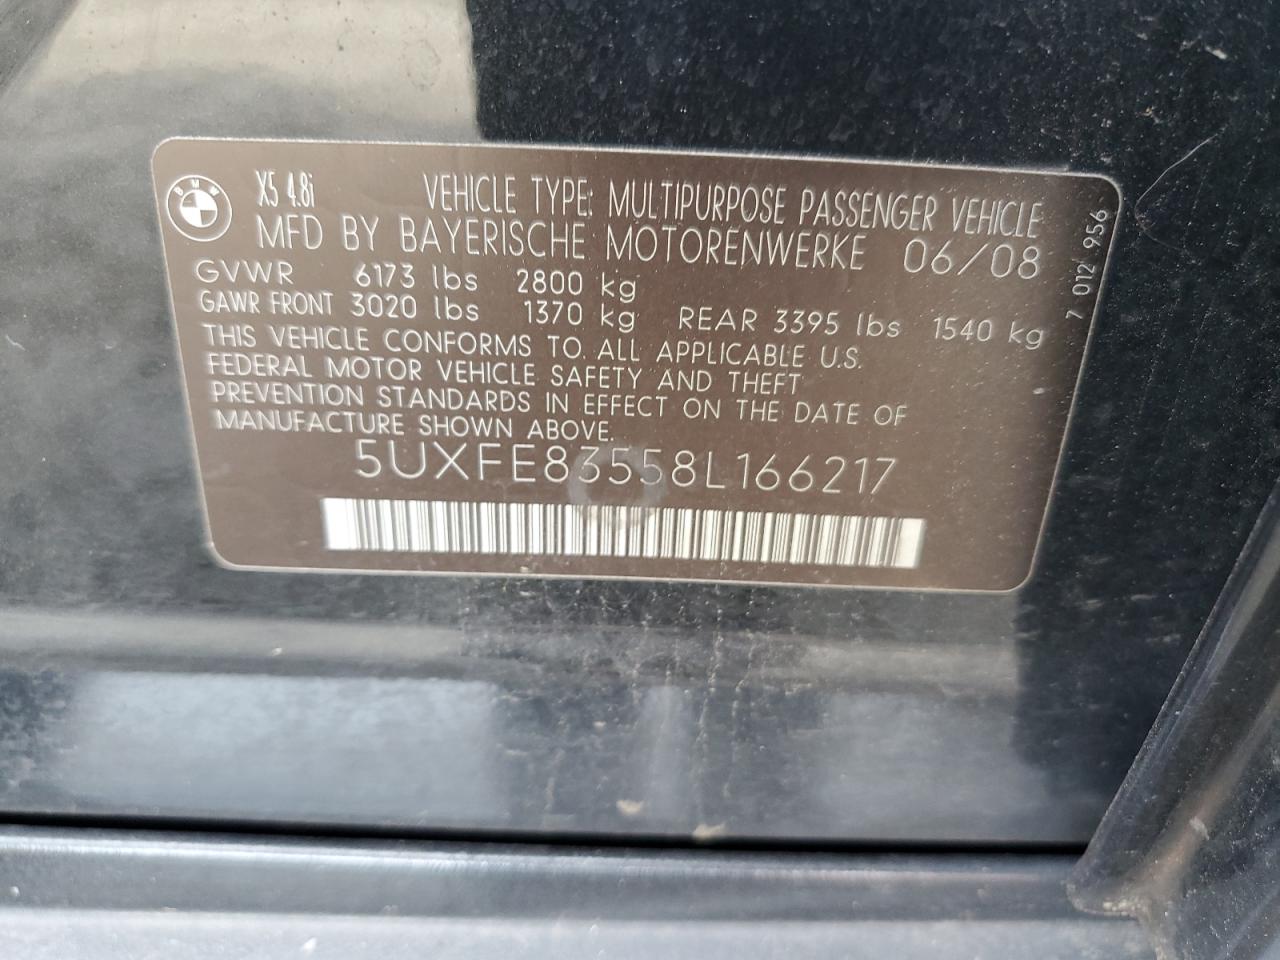 BMW
X5 4.8i VEHICLE TYPE: MULTIPURPOSE PASSENGER VEHICLE
MFD BY BAYERISCHE MOTORENWERKE 06/08
GVWR 6173 lbs 2800 kg
GAWR FRONT 3020 lbs 1370 kg REAR 3395 lbs 1540 kg
THIS VEHICLE CONFORMS TO ALL APPLICABLE U.S.
FEDERAL MOTOR VEHICLE SAFETY AND THEFT
PREVENTION STANDARDS IN EFFECT ON THE DATE OF
MANUFACTURE SHOWN ABOVE.
5UXFE83558L166217
7 012 956